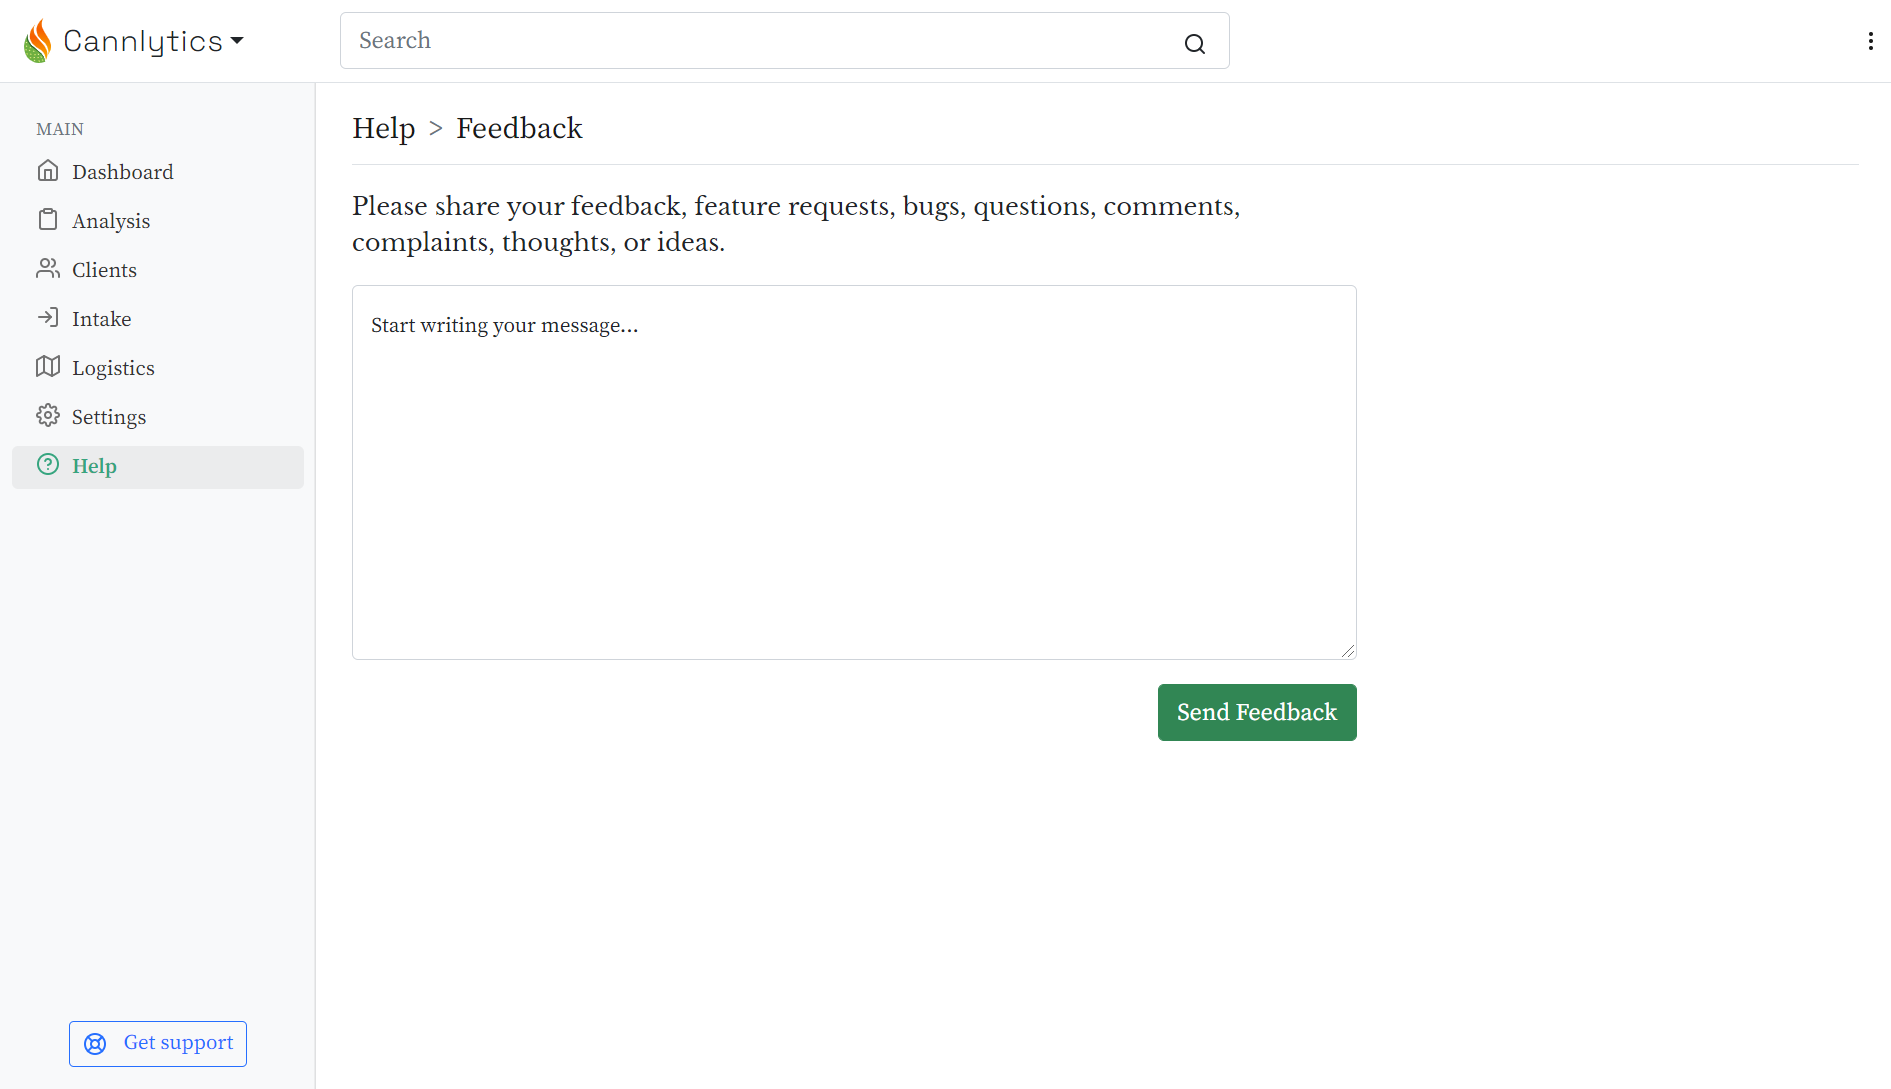 Cannlytics
Search
MAIN
Dashboard
Analysis
Clients
Intake
Logistics
Settings
Help
Get support
Help > Feedback
Please share your feedback, feature requests, bugs, questions, comments,
complaints, thoughts, or ideas.
Start writing your message...
Send Feedback